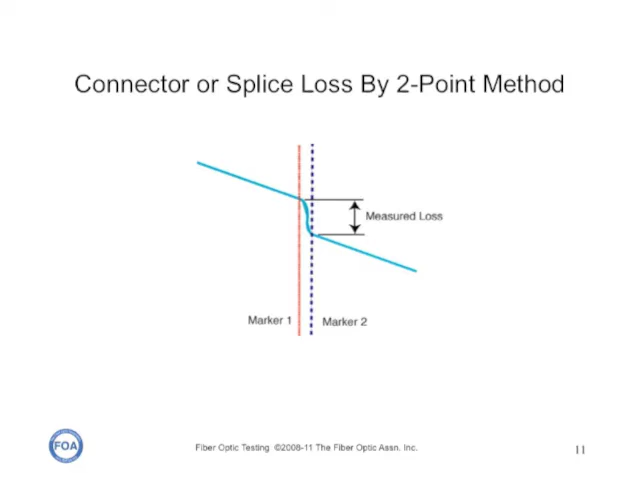 Connector or Splice Loss By 2-Point Method
Measured Loss
Marker 1
Marker 2
FOA
Fiber Optic Testing ©2008-11 The Fiber Optic Assn. Inc.
11